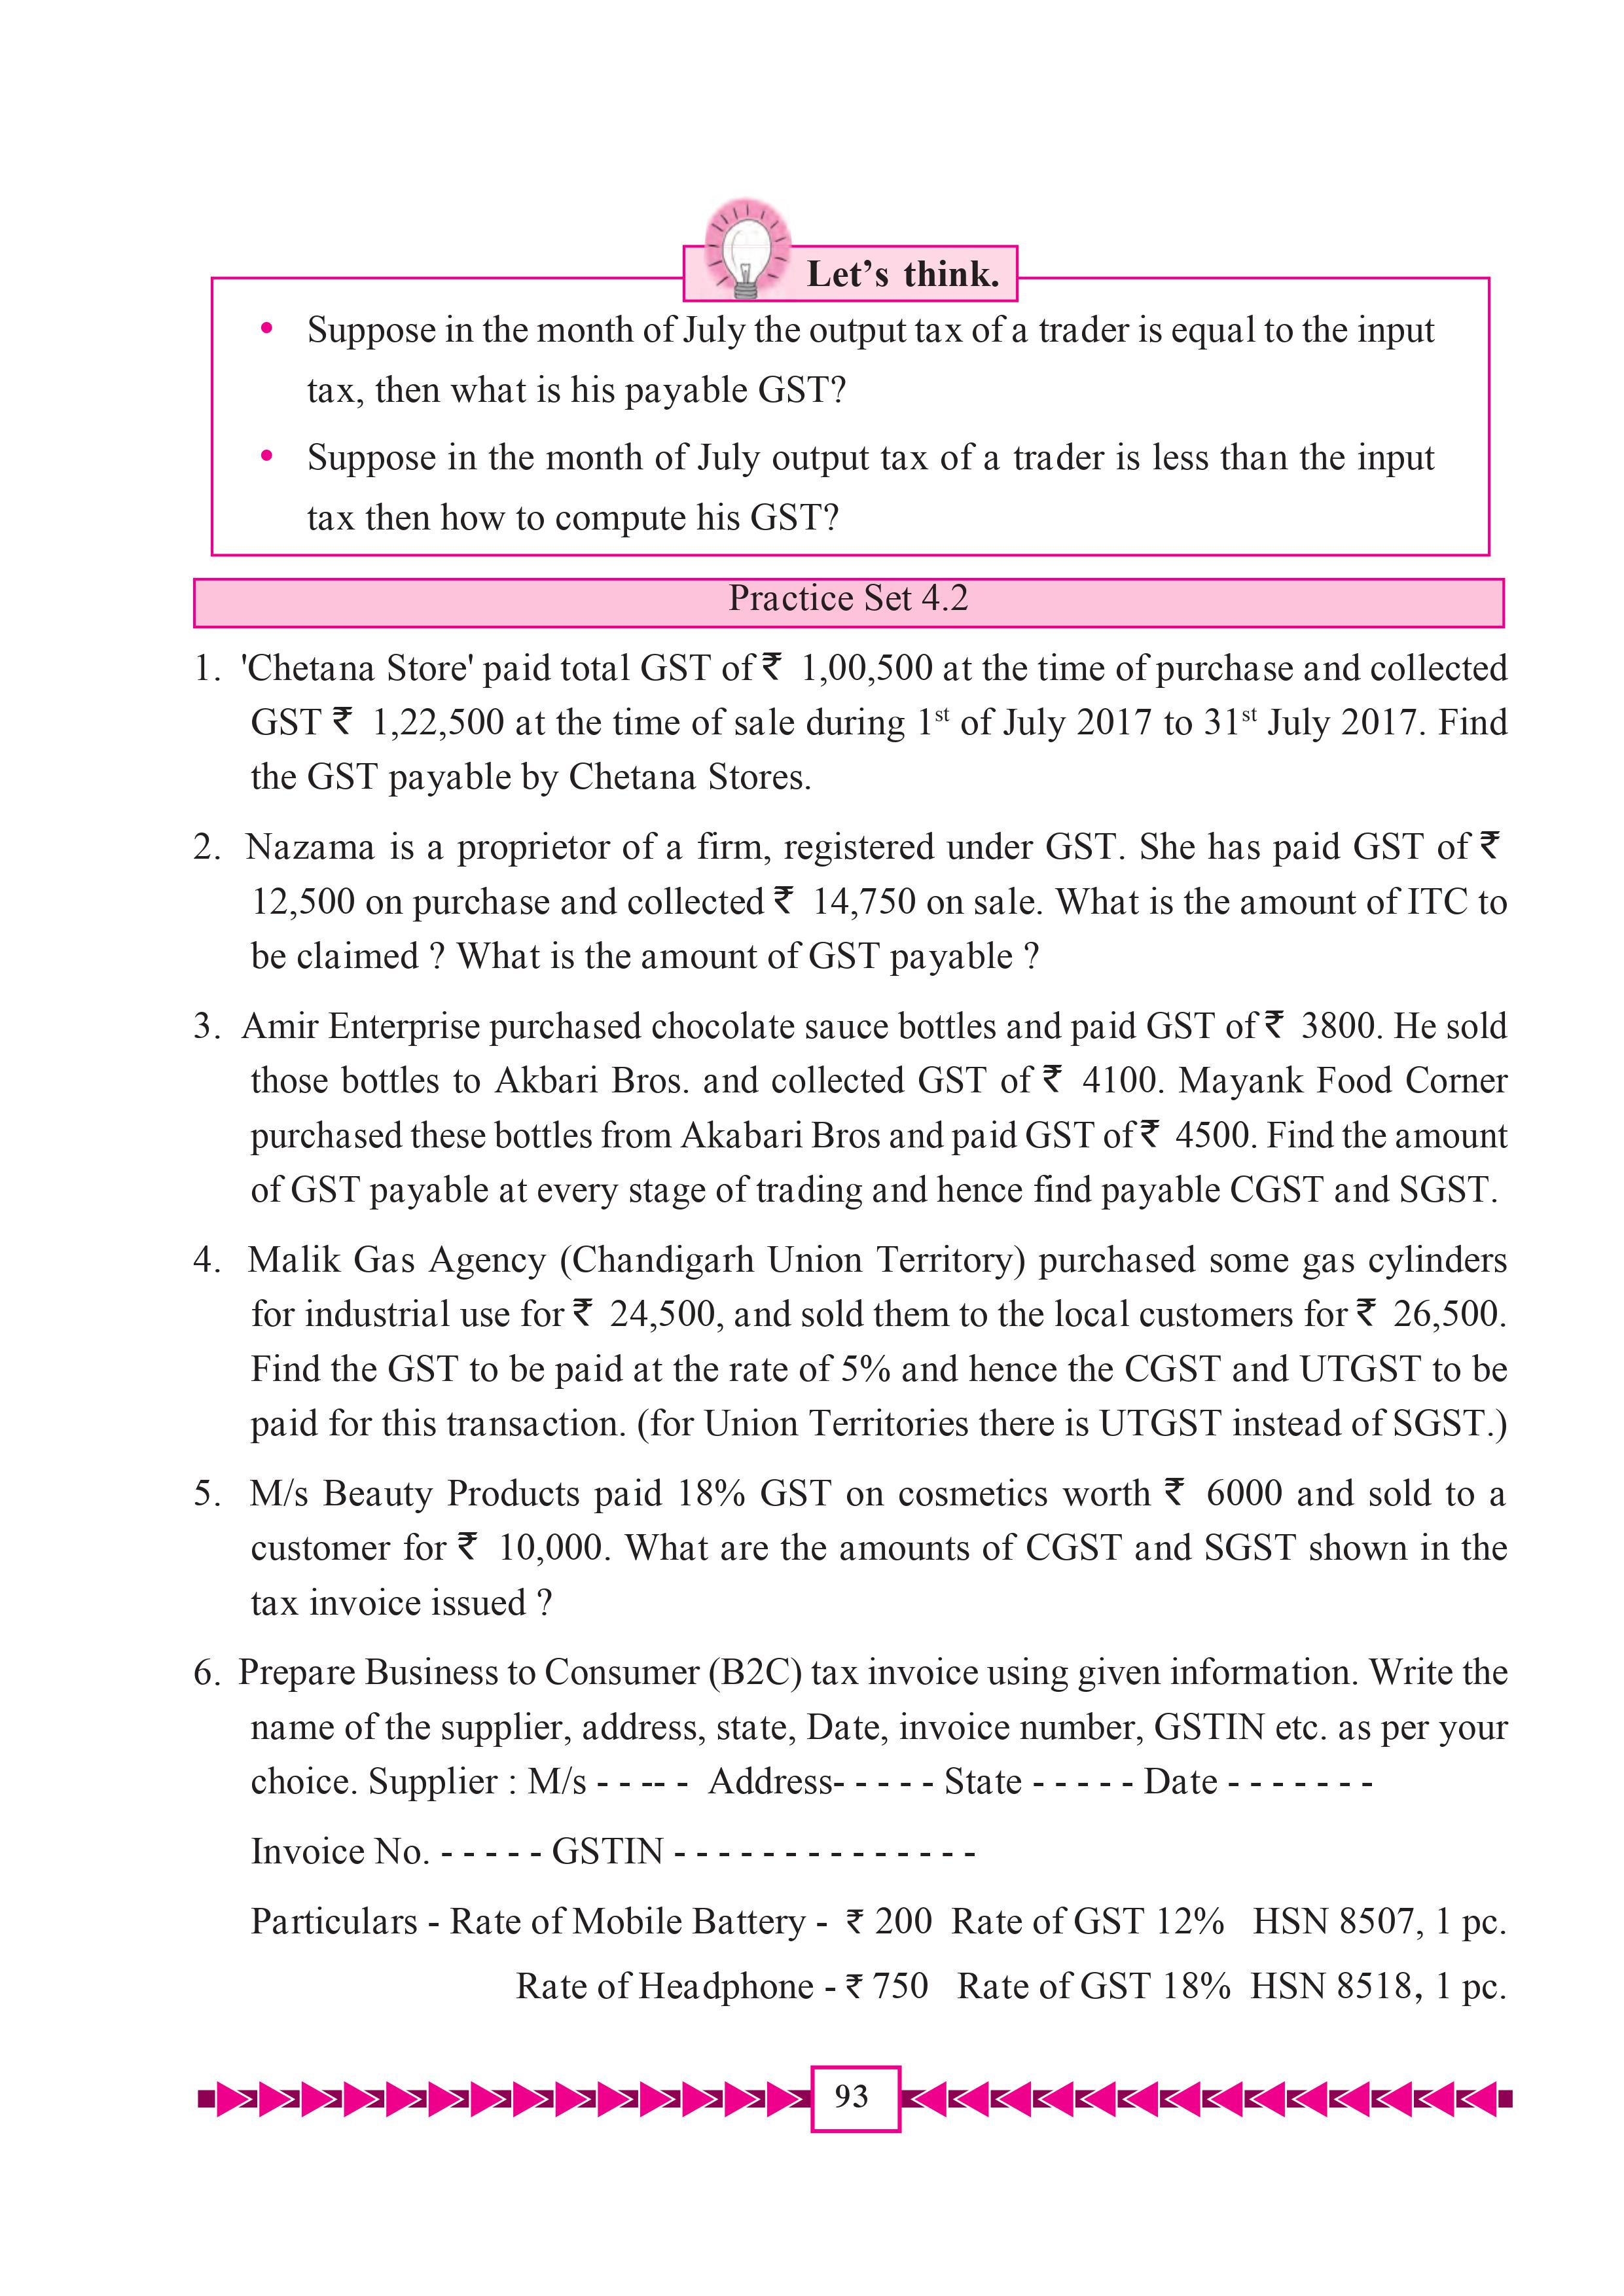 Let’s think.
• Suppose in the month of July the output tax of a trader is equal to the input
tax, then what is his payable GST?
• Suppose in the month of July output tax of a trader is less than the input
tax then how to compute his GST?
Practice Set 4.2
1. 'Chetana Store' paid total GST of ₹ 1,00,500 at the time of purchase and collected
GST ₹ 1,22,500 at the time of sale during 1st of July 2017 to 31st July 2017. Find
the GST payable by Chetana Stores.
2. Nazama is a proprietor of a firm, registered under GST. She has paid GST of ₹
12,500 on purchase and collected ₹ 14,750 on sale. What is the amount of ITC to
be claimed ? What is the amount of GST payable ?
3. Amir Enterprise purchased chocolate sauce bottles and paid GST of ₹ 3800. He sold
those bottles to Akbari Bros. and collected GST of ₹ 4100. Mayank Food Corner
purchased these bottles from Akabari Bros and paid GST of ₹ 4500. Find the amount
of GST payable at every stage of trading and hence find payable CGST and SGST.
4. Malik Gas Agency (Chandigarh Union Territory) purchased some gas cylinders
for industrial use for ₹ 24,500, and sold them to the local customers for ₹ 26,500.
Find the GST to be paid at the rate of 5% and hence the CGST and UTGST to be
paid for this transaction. (for Union Territories there is UTGST instead of SGST.)
5. M/s Beauty Products paid 18% GST on cosmetics worth ₹ 6000 and sold to a
customer for ₹ 10,000. What are the amounts of CGST and SGST shown in the
tax invoice issued ?
6. Prepare Business to Consumer (B2C) tax invoice using given information. Write the
name of the supplier, address, state, Date, invoice number, GSTIN etc. as per your
choice. Supplier : M/s - - -- - Address- - - - - State - - - - - Date - - - - - - -
Invoice No. - - - - - GSTIN - - - - - - - - - - - - - -
Particulars - Rate of Mobile Battery - ₹ 200 Rate of GST 12% HSN 8507, 1 pc.
Rate of Headphone - ₹ 750 Rate of GST 18% HSN 8518, 1 pc.
93